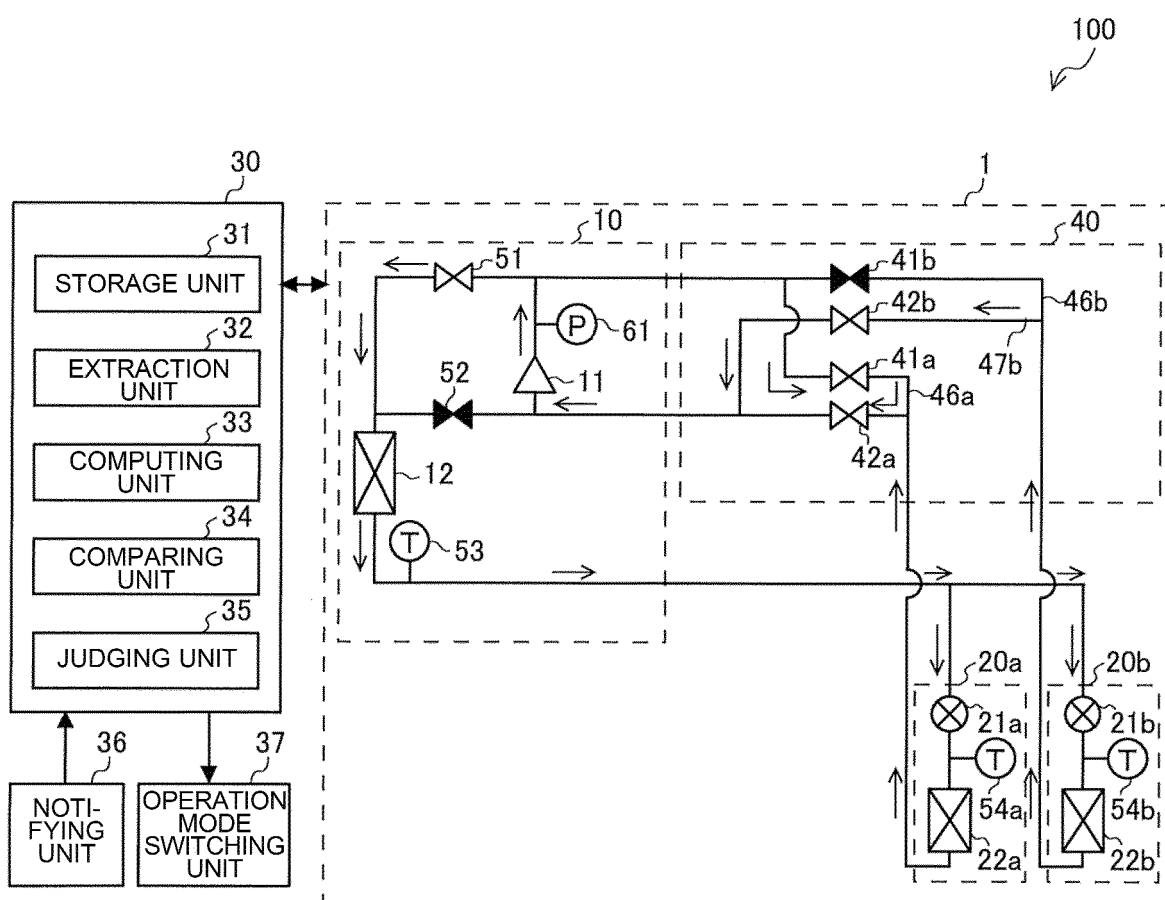 100
30
1
31
10
40
STORAGE UNIT
51
41b
46b
42b
32
P
61
47b
EXTRACTION
UNIT
41a
52
11
46a
33
COMPUTING
UNIT
12
42a
34
COMPARING
UNIT
T
53
35
JUDGING UNIT
20a
20b
21a
21b
36
37
T
T
NOTI-
FYING
UNIT
OPERATION
MODE
SWITCHING
UNIT
54a
54b
22a
22b